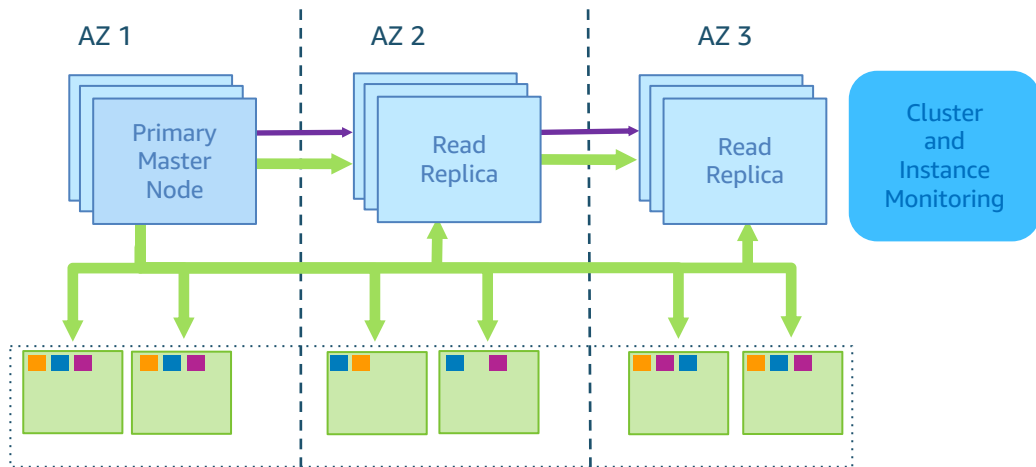 AZ 1
AZ 2
AZ 3
Primary
Master
Node
Read
Replica
Read
Replica
Cluster
and
Instance
Monitoring